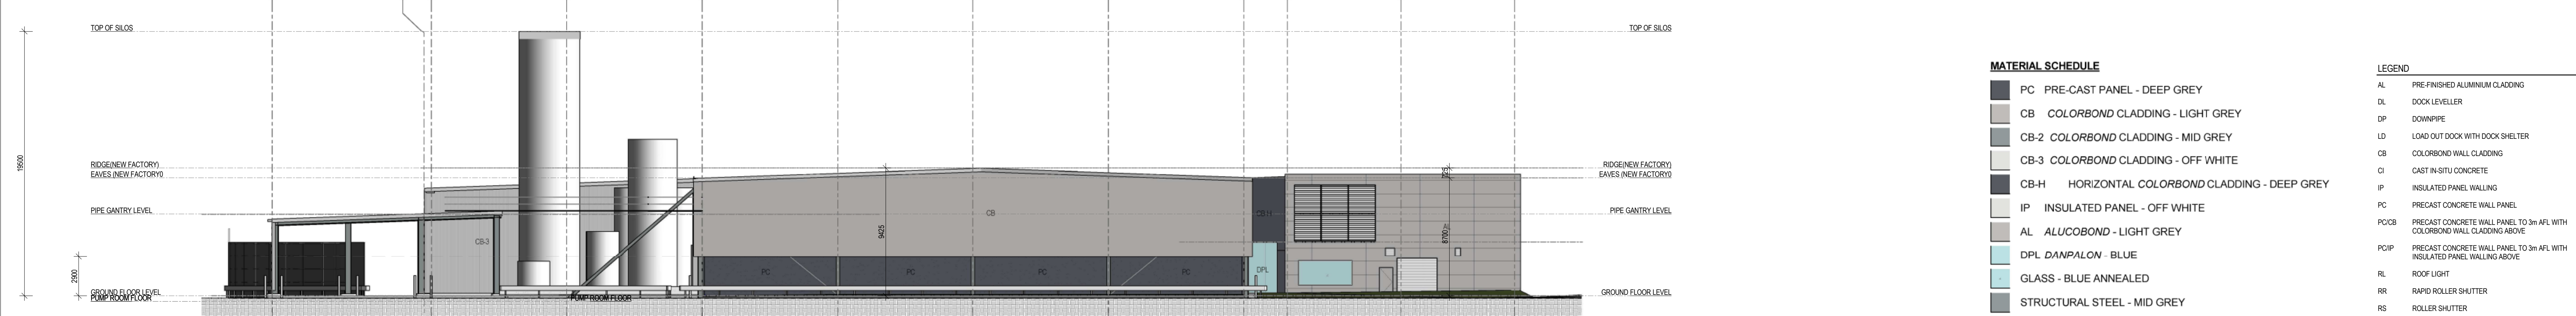 TOP OF SILOS
TOP OF SILOS
19500
RIDGE(NEW FACTORY)
EAVES (NEW FACTORY0
RIDGE(NEW FACTORY)
EAVES (NEW FACTORY0
725
PIPE GANTRY LEVEL
PIPE GANTRY LEVEL
CB
CB-H
CB-3
9425
8700
2900
PC
PC
PC
PC
DPL
GROUND FLOOR LEVEL
PUMP ROOM FLOOR
PUMP ROOM FLOOR
GROUND FLOOR LEVEL
MATERIAL SCHEDULE
PC PRE-CAST PANEL - DEEP GREY
CB COLORBOND CLADDING - LIGHT GREY
CB-2 COLORBOND CLADDING - MID GREY
CB-3 COLORBOND CLADDING - OFF WHITE
CB-H HORIZONTAL COLORBOND CLADDING - DEEP GREY
IP INSULATED PANEL - OFF WHITE
AL ALUCOBOND - LIGHT GREY
DPL DANPALON - BLUE
GLASS - BLUE ANNEALED
STRUCTURAL STEEL - MID GREY
LEGEND
AL PRE-FINISHED ALUMINIUM CLADDING
DL DOCK LEVELLER
DP DOWNPIPE
LD LOAD OUT DOCK WITH DOCK SHELTER
CB COLORBOND WALL CLADDING
CI CAST IN-SITU CONCRETE
IP INSULATED PANEL WALLING
PC PRECAST CONCRETE WALL PANEL
PC/CB PRECAST CONCRETE WALL PANEL TO 3m AFL WITH
COLORBOND WALL CLADDING ABOVE
PC/IP PRECAST CONCRETE WALL PANEL TO 3m AFL WITH
INSULATED PANEL WALLING ABOVE
RL ROOF LIGHT
RR RAPID ROLLER SHUTTER
RS ROLLER SHUTTER